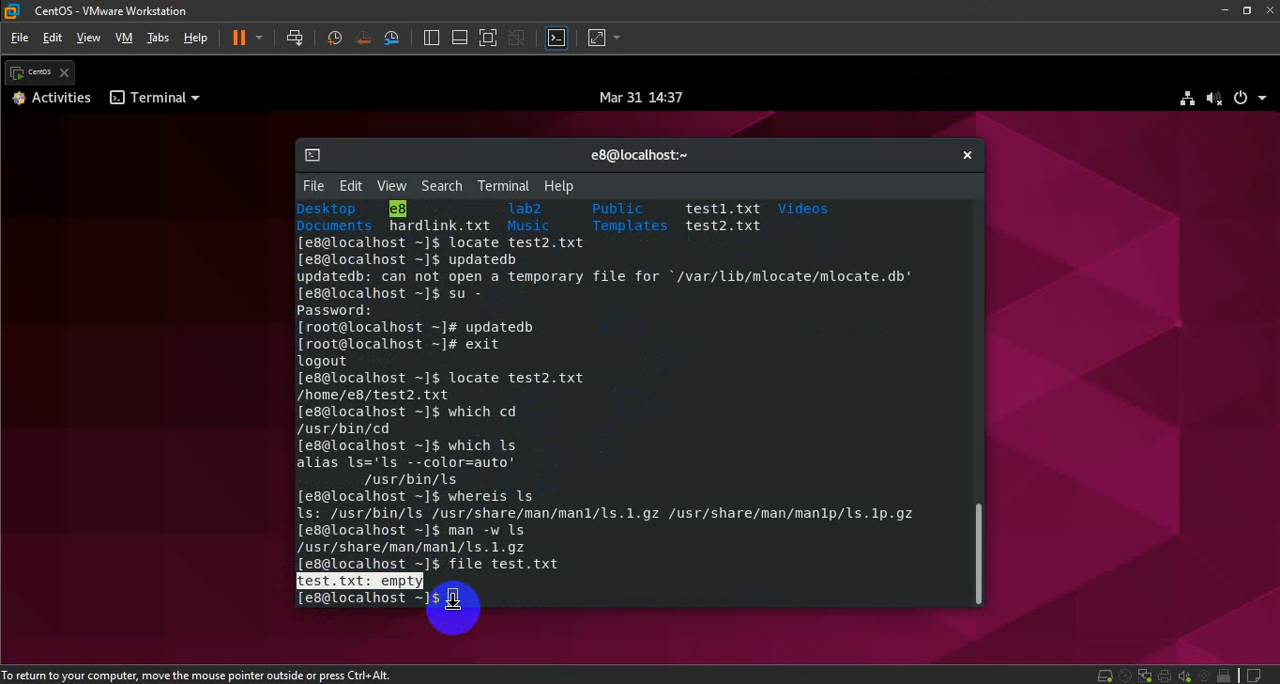 CentOS - VMware Workstation
File Edit View VM Tabs Help
CentOS
Activities Terminal Mar 31 14:37
e8@localhost:~
File Edit View Search Terminal Help
Desktop e8 lab2 Public test1.txt Videos
Documents hardlink.txt Music Templates test2.txt
[e8@localhost ~]$ locate test2.txt
[e8@localhost ~]$ updatedb
updatedb: can not open a temporary file for `/var/lib/mlocate/mlocate.db'
[e8@localhost ~]$ su -
Password:
[root@localhost ~]# updatedb
[root@localhost ~]# exit
logout
[e8@localhost ~]$ locate test2.txt
/home/e8/test2.txt
[e8@localhost ~]$ which cd
/usr/bin/cd
[e8@localhost ~]$ which ls
alias ls='ls --color=auto'
/usr/bin/ls
[e8@localhost ~]$ whereis ls
ls: /usr/bin/ls /usr/share/man/man1/ls.1.gz /usr/share/man/man1p/ls.1p.gz
[e8@localhost ~]$ man -w ls
/usr/share/man/man1/ls.1.gz
[e8@localhost ~]$ file test.txt
test.txt: empty
[e8@localhost ~]$
To return to your computer, move the mouse pointer outside or press Ctrl+Alt.